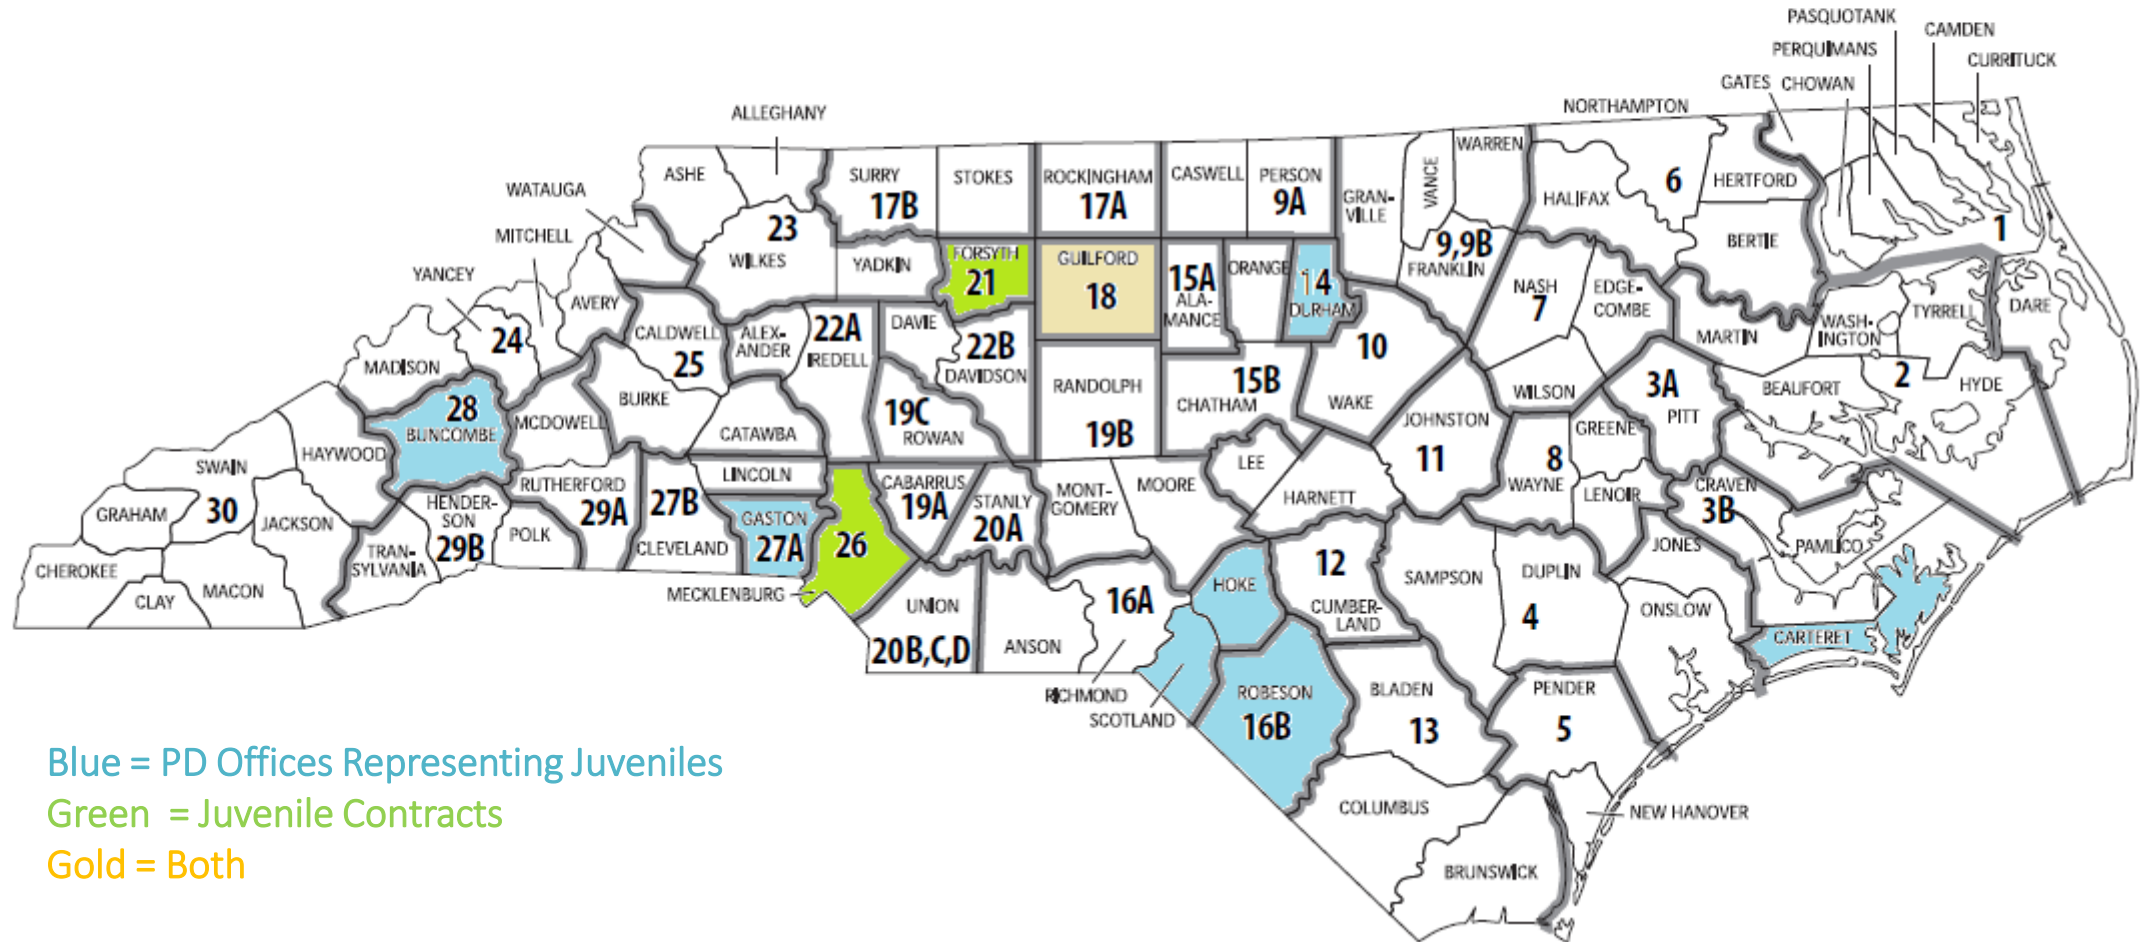 PASQUOTANK
CAMDEN
PERQUIMANS
CURRITUCK
GATES
CHOWAN
NORTHAMPTON
ALLEGHANY
WARREN
ASHE
SURRY
STOKES
ROCKINGHAM
CASWELL
PERSON
VANCE
HERTFORD
WATAUGA
17B
17A
9A
GRAN-
VILLE
HALIFAX
6
MITCHELL
23
WILKES
YADKIN
FORSYTH
21
GUILFORD
18
15A
ALA-
MANCE
ORANGE
14
DURHAM
9,9B
FRANKLIN
BERTIE
1
YANCEY
AVERY
NASH
7
EDGE-
COMBE
DARE
TYRRELL
WASH-
INGTON
MARTIN
24
CALDWELL
25
ALEX-
ANDER
22A
IREDELL
DAVIE
22B
DAVIDSON
10
WAKE
MADISON
RANDOLPH
19B
15B
CHATHAM
WILSON
3A
PITT
BEAUFORT
2
HYDE
28
BUNCOMBE
MCDOWELL
BURKE
CATAWBA
19C
ROWAN
JOHNSTON
11
GREENE
HAYWOOD
SWAIN
30
GRAHAM
JACKSON
HENDER-
SON
29B
RUTHERFORD
29A
POLK
27B
CLEVELAND
LINCOLN
GASTON
27A
26
MECKLENBURG
CABARRUS
19A
STANLY
20A
MONT-
GOMERY
MOORE
LEE
HARNETT
8
WAYNE
LENOIR
CRAVEN
3B
PAMLICO
JONES
CHEROKEE
CLAY
MACON
TRAN-
SYLVANIA
UNION
20B,C,D
ANSON
16A
RICHMOND
SCOTLAND
HOKE
12
CUMBER-
LAND
SAMPSON
DUPLIN
4
ONSLOW
CARTERET
ROBESON
16B
BLADEN
13
PENDER
5
COLUMBUS
NEW HANOVER
BRUNSWICK
Blue = PD Offices Representing Juveniles
Green = Juvenile Contracts
Gold = Both